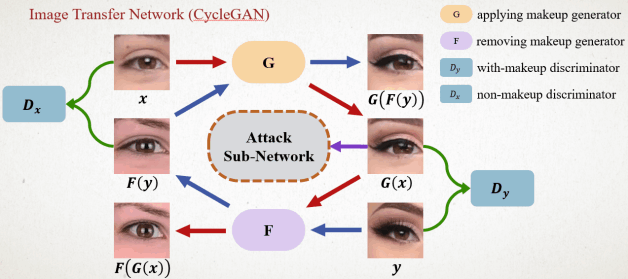 Image Transfer Network (CycleGAN)
G applying makeup generator
F removing makeup generator
D_y with-makeup discriminator
D_x non-makeup discriminator
x
G
G(F(y))
D_x
Attack
Sub-Network
F(y)
G(x)
D_y
F
F(G(x))
y